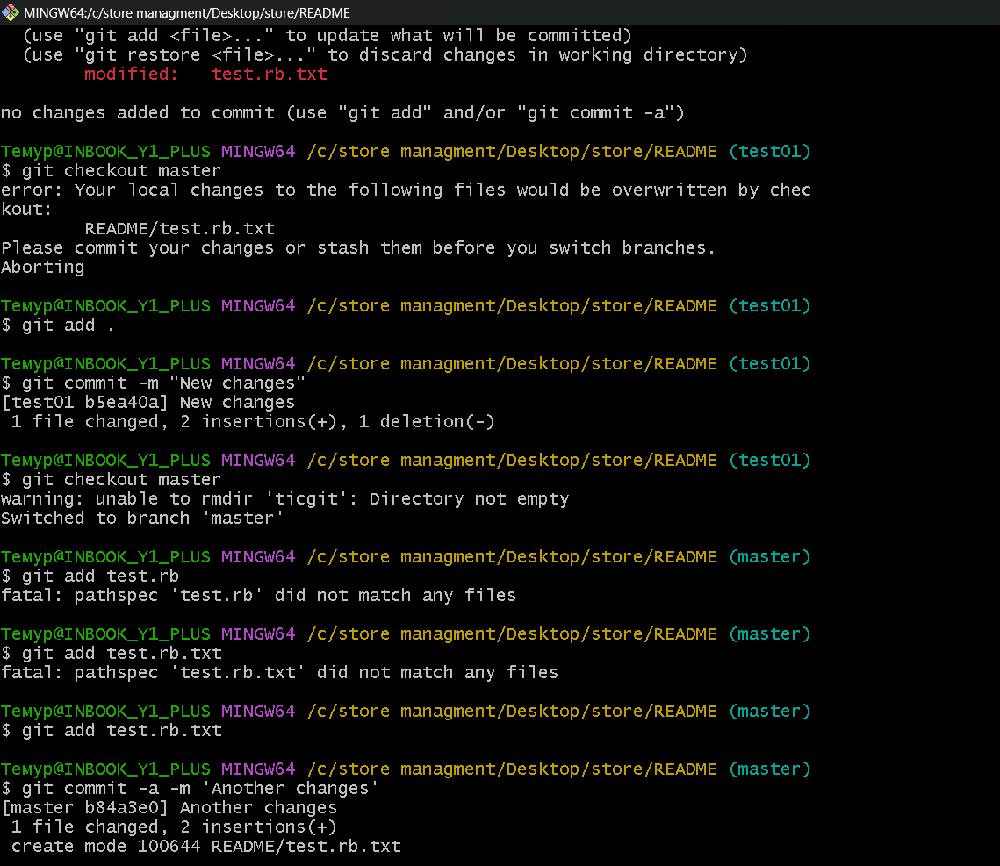 MINGW64:/c/store managment/Desktop/store/README
(use "git add <file>..." to update what will be committed)
(use "git restore <file>..." to discard changes in working directory)
modified:   test.rb.txt
no changes added to commit (use "git add" and/or "git commit -a")
Темур@INBOOK_Y1_PLUS MINGW64 /c/store managment/Desktop/store/README (test01)
$ git checkout master
error: Your local changes to the following files would be overwritten by chec
kout:
README/test.rb.txt
Please commit your changes or stash them before you switch branches.
Aborting
Темур@INBOOK_Y1_PLUS MINGW64 /c/store managment/Desktop/store/README (test01)
$ git add .
Темур@INBOOK_Y1_PLUS MINGW64 /c/store managment/Desktop/store/README (test01)
$ git commit -m "New changes"
[test01 b5ea40a] New changes
1 file changed, 2 insertions(+), 1 deletion(-)
Темур@INBOOK_Y1_PLUS MINGW64 /c/store managment/Desktop/store/README (test01)
$ git checkout master
warning: unable to rmdir 'ticgit': Directory not empty
Switched to branch 'master'
Темур@INBOOK_Y1_PLUS MINGW64 /c/store managment/Desktop/store/README (master)
$ git add test.rb
fatal: pathspec 'test.rb' did not match any files
Темур@INBOOK_Y1_PLUS MINGW64 /c/store managment/Desktop/store/README (master)
$ git add test.rb.txt
fatal: pathspec 'test.rb.txt' did not match any files
Темур@INBOOK_Y1_PLUS MINGW64 /c/store managment/Desktop/store/README (master)
$ git add test.rb.txt
Темур@INBOOK_Y1_PLUS MINGW64 /c/store managment/Desktop/store/README (master)
$ git commit -a -m 'Another changes'
[master b84a3e0] Another changes
1 file changed, 2 insertions(+)
create mode 100644 README/test.rb.txt